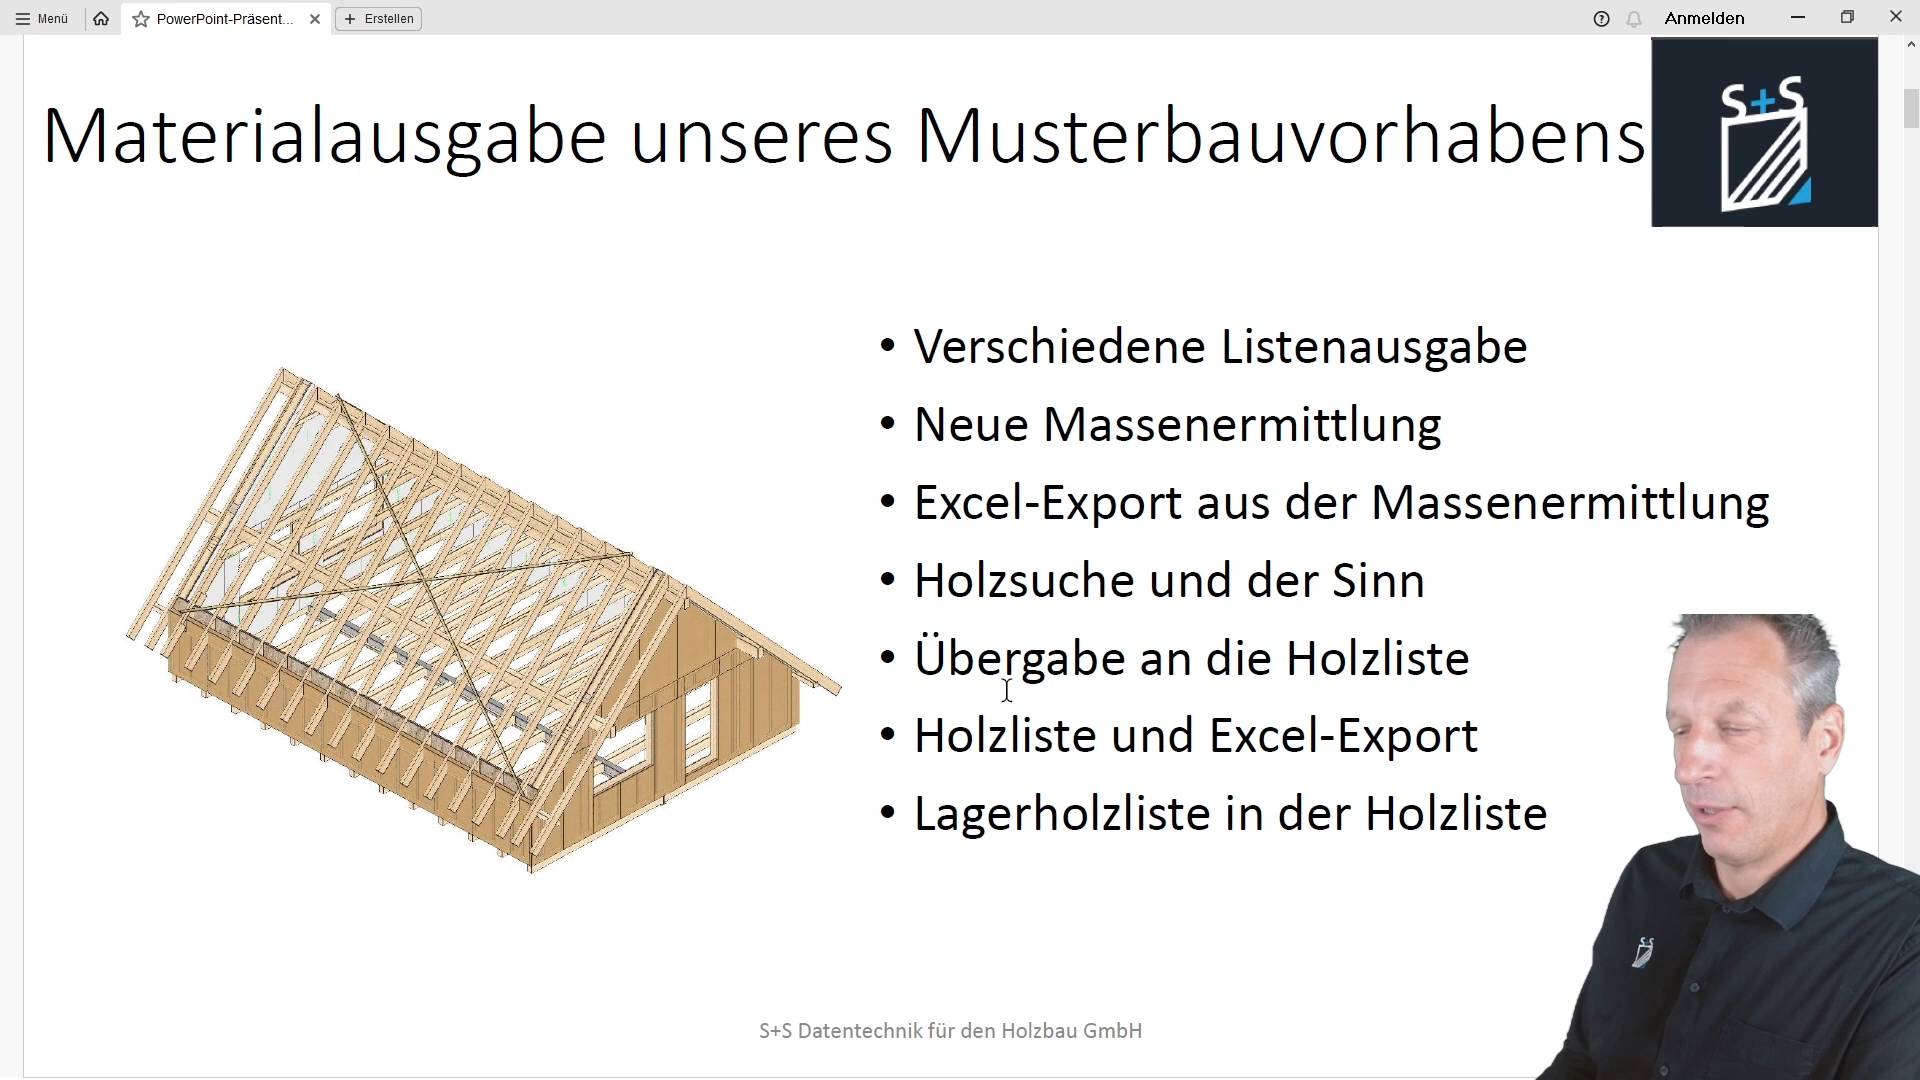 Menü
PowerPoint-Präsent...
Erstellen
Anmelden
Materialausgabe unseres Musterbauvorhabens
S+S
• Verschiedene Listenausgabe
• Neue Massenermittlung
• Excel-Export aus der Massenermittlung
• Holzsuche und der Sinn
• Übergabe an die Holzliste
• Holzliste und Excel-Export
• Lagerholzliste in der Holzliste
S+S
S+S Datentechnik für den Holzbau GmbH